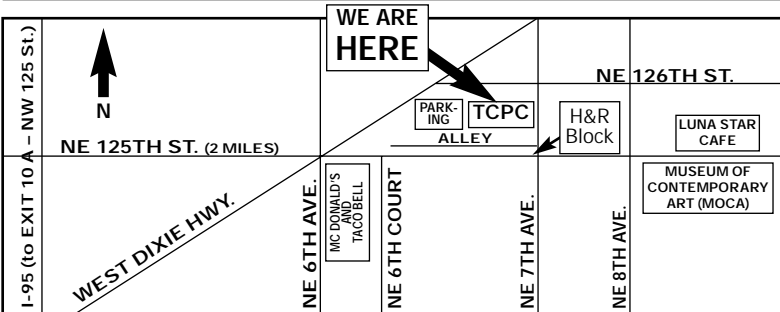 WE ARE
HERE
I-95 (to EXIT 10 A – NW 125 St.)
N
NE 126TH ST.
PARK-
ING
TCPC
H&R
Block
LUNA STAR
CAFE
ALLEY
NE 125TH ST. (2 MILES)
MUSEUM OF
CONTEMPORARY
ART (MOCA)
WEST DIXIE HWY.
NE 6TH AVE.
MC DONALD'S
AND
TACO BELL
NE 6TH COURT
NE 7TH AVE.
NE 8TH AVE.